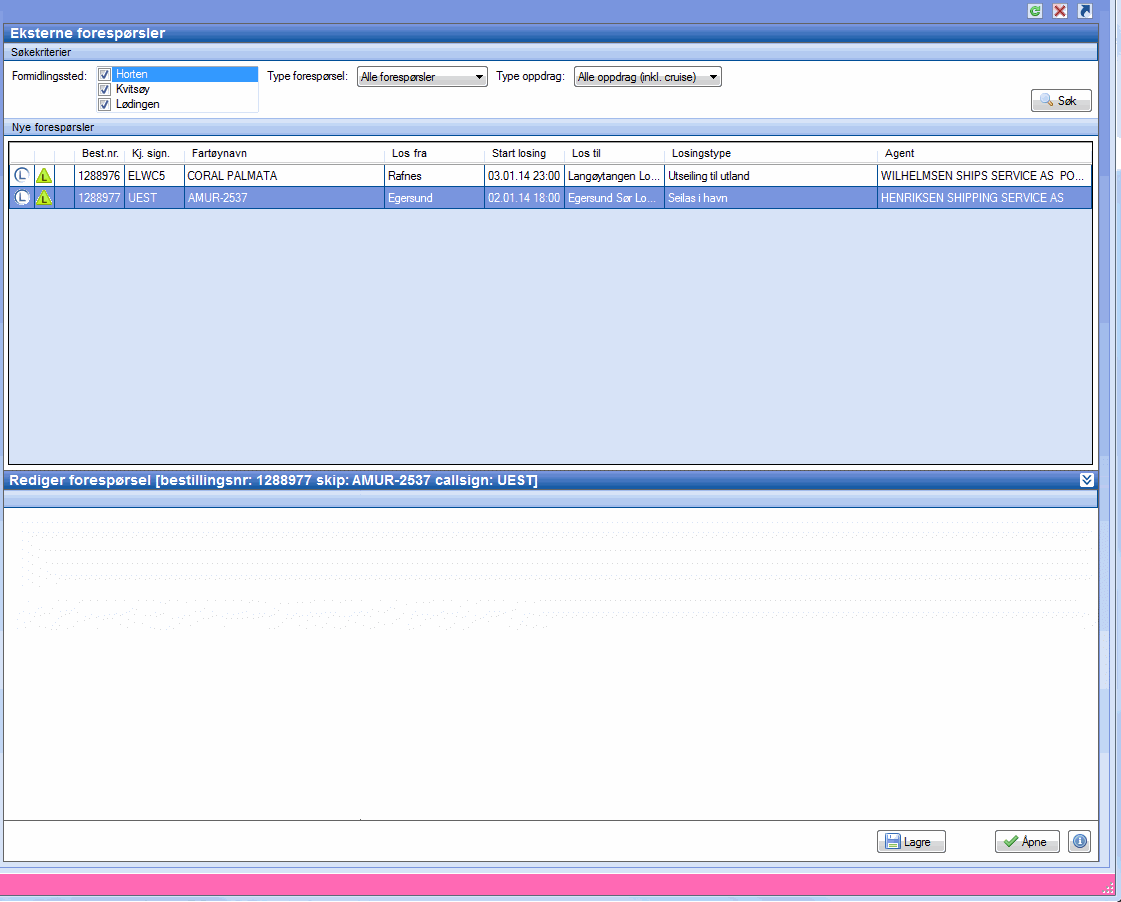 Eksterne forespørsler
Søkekriterier
Formidlingssted: Horten Type forespørsel: Alle forespørsler Type oppdrag: Alle oppdrag (inkl. cruise)
Kvitsøy
Lødingen
Søk
Nye forespørsler
Best.nr. Kj. sign. Fartøynavn Los fra Start losing Los til Losingstype Agent
L L 1288976 ELWC5 CORAL PALMATA Rafnes 03.01.14 23:00 Langøytangen Lo... Utseiling til utland WILHELMSEN SHIPS SERVICE AS PO...
L L 1288977 UEST AMUR-2537 Egersund 02.01.14 18:00 Egersund Sør Lo... Seilas i havn HENRIKSEN SHIPPING SERVICE AS
Rediger forespørsel [bestillingsnr: 1288977 skip: AMUR-2537 callsign: UEST]
Lagre Åpne